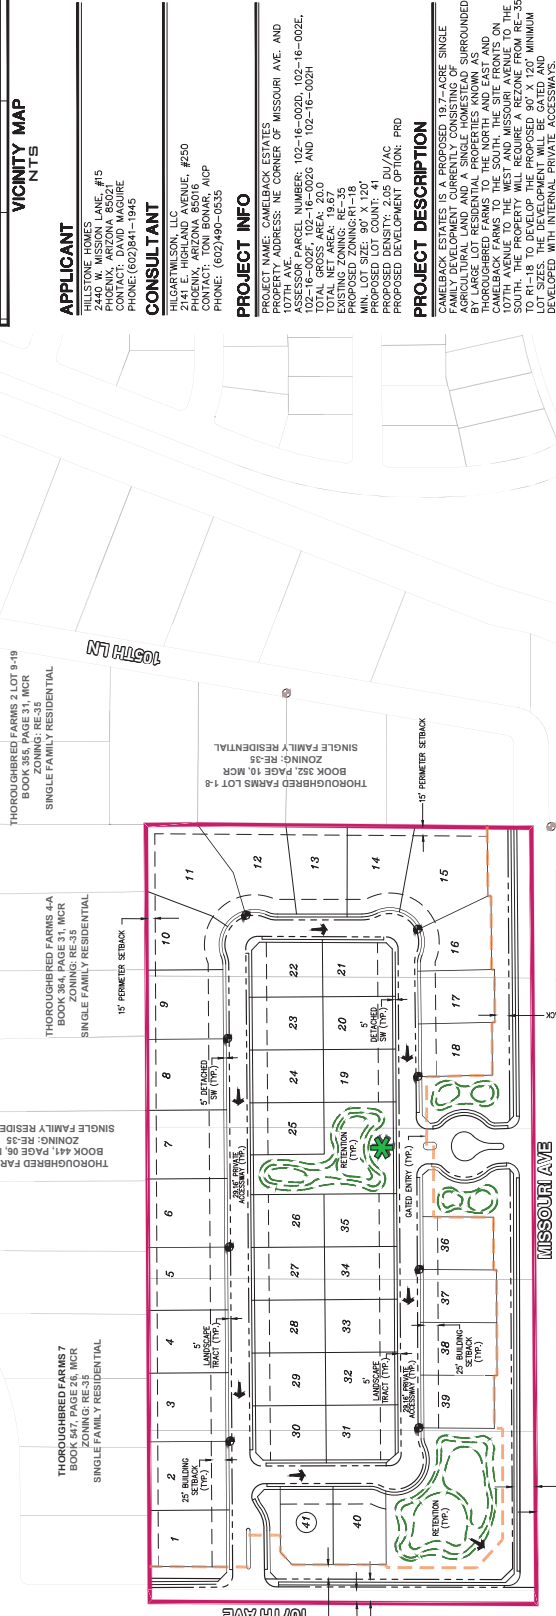 VICINITY MAP
NTS
APPLICANT
HILLSTONE HOMES
2440 W. MISSION LANE, #15
PHOENIX, ARIZONA 85021
CONTACT: DAVID MAGUIRE
PHONE:(602)841-1945
CONSULTANT
HILGARTWILSON, LLC
2141 E. HIGHLAND AVENUE, #250
PHOENIX, ARIZONA 85016
CONTACT: TONI BONAR, AICP
PHONE: (602)490-0535
PROJECT INFO
PROJECT NAME: CAMELBACK ESTATES
PROPERTY ADDRESS: NE CORNER OF MISSOURI AVE. AND
107TH AVE.
ASSESSOR PARCEL NUMBER: 102-16-002D, 102-16-002E,
102-16-002F, 102-16-002G AND 102-16-002H
TOTAL GROSS AREA: 20.0
TOTAL NET AREA: 19.67
EXISTING ZONING: RE-35
PROPOSED ZONING: R1-18
MIN. LOT SIZE: 90' X 120'
PROPOSED LOT COUNT: 41
PROPOSED DENSITY: 2.05 DU/AC
PROPOSED DEVELOPMENT OPTION: PRD
PROJECT DESCRIPTION
CAMELBACK ESTATES IS A PROPOSED 19.7-ACRE SINGLE
FAMILY DEVELOPMENT CURRENTLY CONSISTING OF
AGRICULTURAL LAND AND A SINGLE HOMESTEAD SURROUNDED
BY LARGE LOT RESIDENTIAL PROPERTIES KNOWN AS
THOROUGHBRED FARMS TO THE NORTH AND EAST AND
CAMELBACK FARMS TO THE SOUTH. THE SITE FRONTS ON
107TH AVENUE TO THE WEST AND MISSOURI AVENUE TO THE
SOUTH. THE PROPERTY WILL REQUIRE A REZONE FROM RE-35
TO R1-18 TO DEVELOP THE PROPOSED 90' X 120' MINIMUM
LOT SIZES. THE DEVELOPMENT WILL BE GATED AND
DEVELOPED WITH INTERNAL PRIVATE ACCESSWAYS.
105TH LN
THOROUGHBRED FARMS 2 LOT 9-19
BOOK 355, PAGE 31, MCR
ZONING: RE-35
SINGLE FAMILY RESIDENTIAL
THOROUGHBRED FARMS LOT 1-8
BOOK 352, PAGE 10, MCR
ZONING: RE-35
SINGLE FAMILY RESIDENTIAL
15' PERIMETER SETBACK
THOROUGHBRED FARMS 4-A
BOOK 364, PAGE 31, MCR
ZONING: RE-35
SINGLE FAMILY RESIDENTIAL
15' PERIMETER SETBACK
ZONING: RE-35
THOROUGHBRED FARMS 7
BOOK 547, PAGE 26, MCR
ZONING: RE-35
SINGLE FAMILY RESIDENTIAL
1
2
3
4
5
6
7
8
9
10
11
12
13
14
15
16
17
18
19
20
21
22
23
24
25
26
27
28
29
30
31
32
33
34
35
36
37
38
39
40
41
5' DETACHED
SW (TYP.)
5'
DETACHED
SW (TYP.)
29.16' PRIVATE
ACCESSWAY (TYP.)
RETENTION
(TYP.)
GATED ENTRY (TYP.)
5'
LANDSCAPE
TRACT (TYP.)
5'
LANDSCAPE
TRACT (TYP.)
29.16' PRIVATE
ACCESSWAY (TYP.)
25' BUILDING
SETBACK
(TYP.)
25' BUILDING
SETBACK
(TYP.)
RETENTION
(TYP.)
MISSOURI AVE
107TH AVE